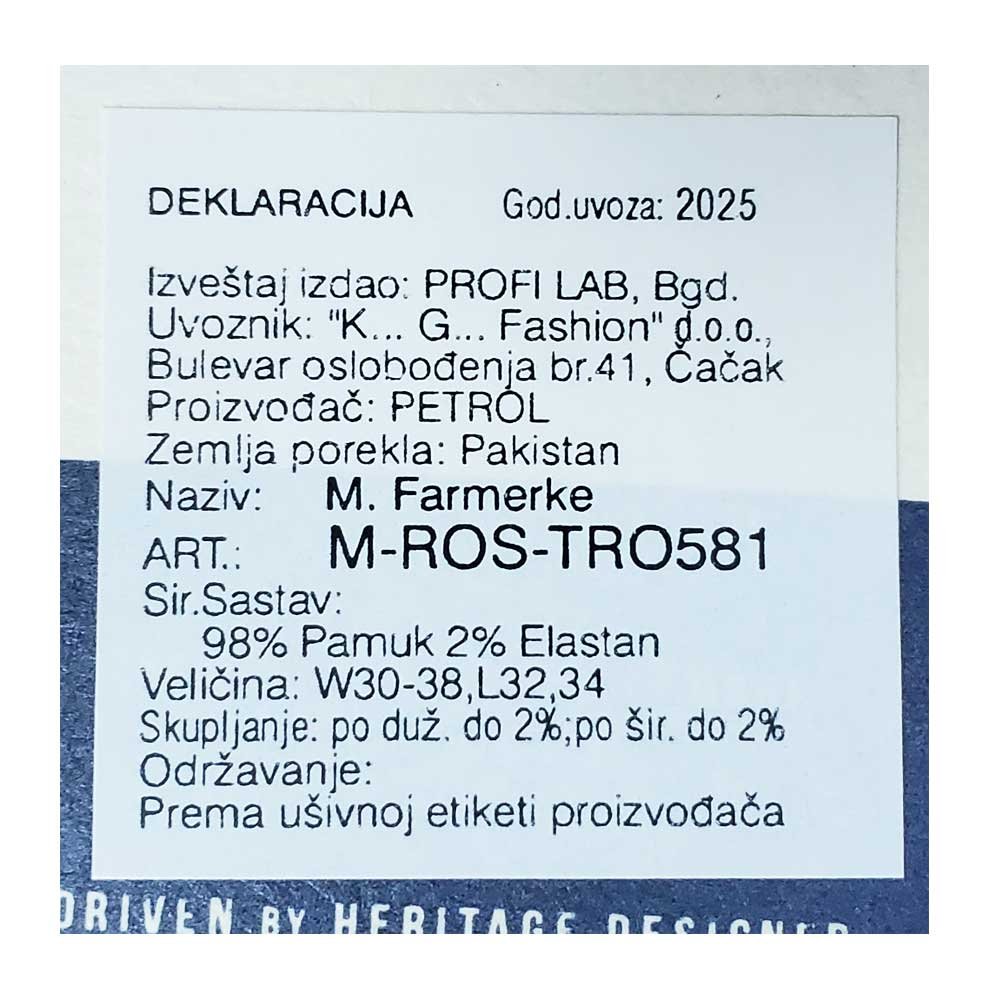 DEKLARACIJA God.uvoza: 2025
Izveštaj izdao: PROFI LAB, Bgd.
Uvoznik: "K... G... Fashion" d.o.o.,
Bulevar oslobođenja br.41, Čačak
Proizvođač: PETROL
Zemlja porekla: Pakistan
Naziv: M. Farmerke
ART.: M-ROS-TRO581
Sir.Sastav:
98% Pamuk 2% Elastan
Veličina: W30-38,L32,34
Skupljanje: po duž. do 2%;po šir. do 2%
Održavanje:
Prema ušivnoj etiketi proizvođača
DRIVEN BY HERITAGE DESIGNED